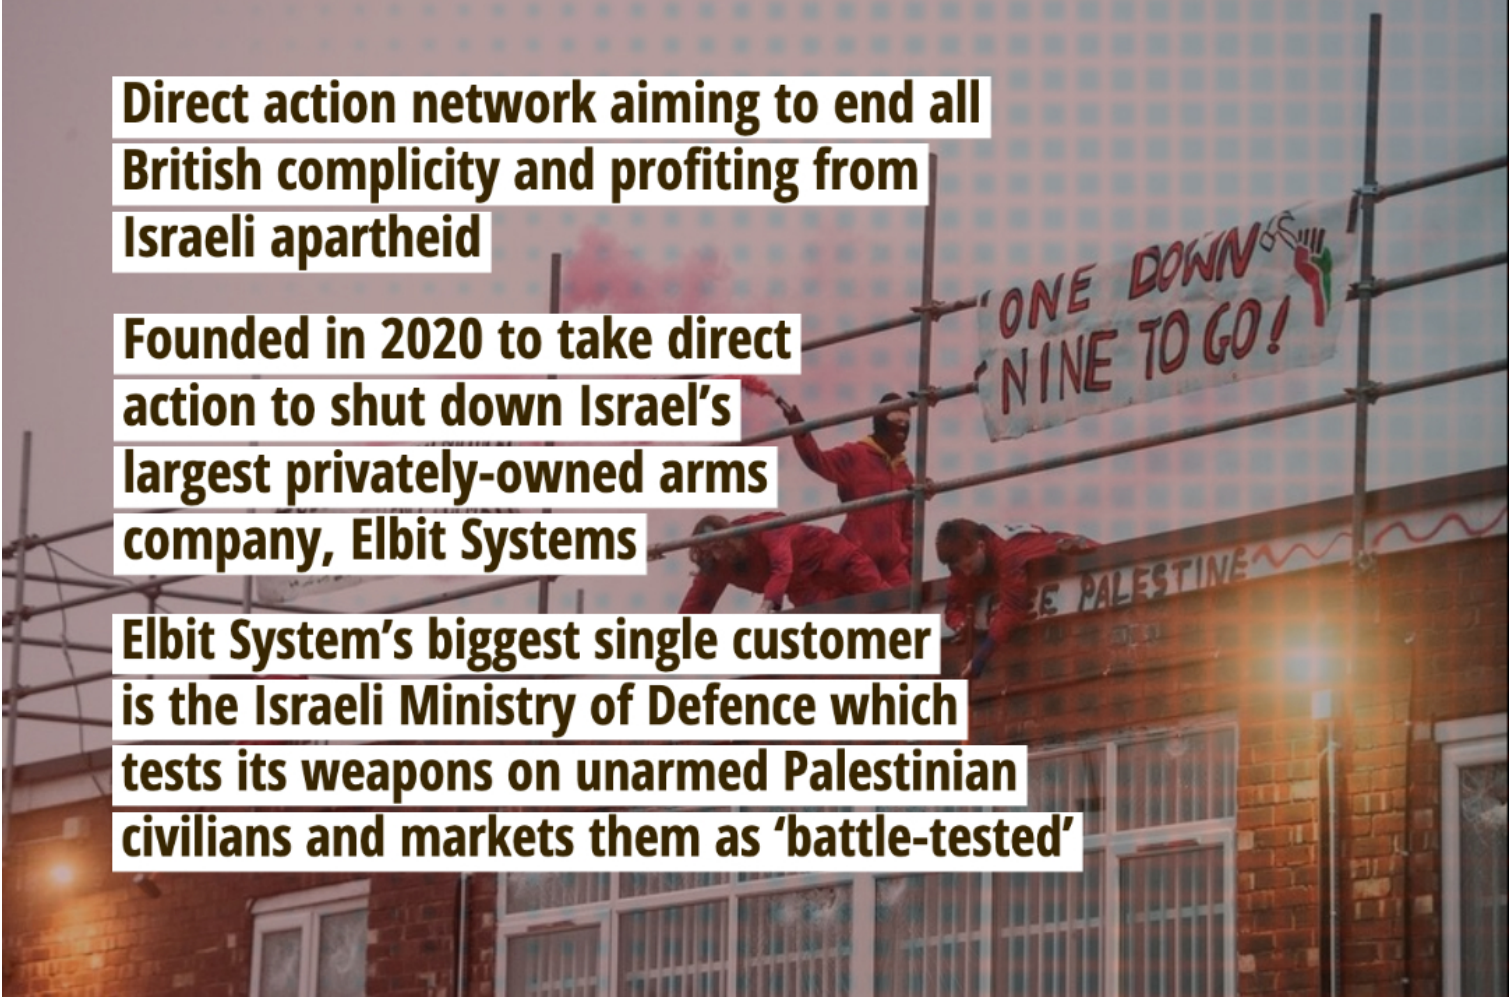 Direct action network aiming to end all
British complicity and profiting from
Israeli apartheid
Founded in 2020 to take direct
action to shut down Israel’s
largest privately-owned arms
company, Elbit Systems
Elbit System’s biggest single customer
is the Israeli Ministry of Defence which
tests its weapons on unarmed Palestinian
civilians and markets them as ‘battle-tested’
ONE DOWN
NINE TO GO!
PALESTINE